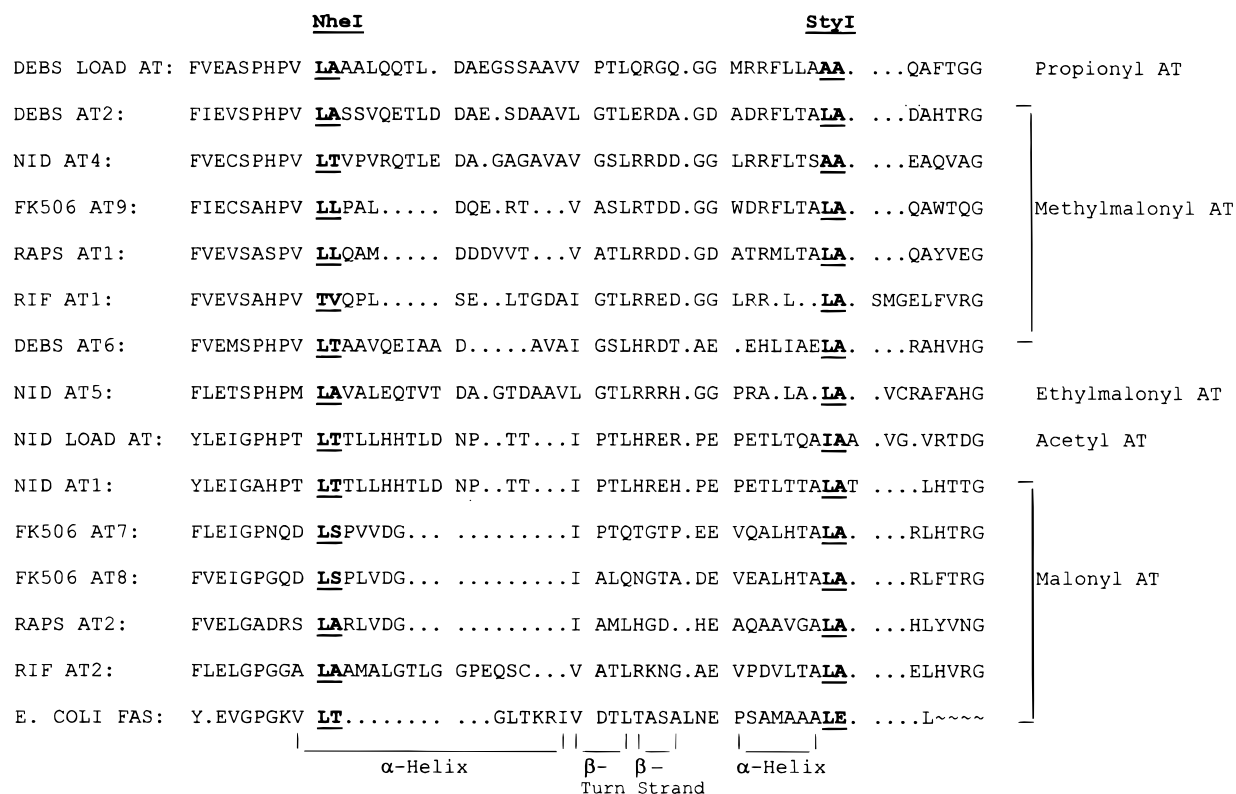 NheI StyI
DEBS LOAD AT: FVEASPHPV LAAALQQTL. DAEGSSAAVV PTLQRGQ.GG MRRFLLAAA. ...QAFTGG Propionyl AT
DEBS AT2: FIEVSPHPV LASSVQETLD DAE.SDAAVL GTLERDA.GD ADRFLTALA. ...DAHTRG
NID AT4: FVECSPHPV LTVPVRQTLE DA.GAGAVAV GSLRRDD.GG LRRFLTSAA. ...EAQVAG
FK506 AT9: FIECSAHPV LLPAL..... DQE.RT...V ASLRTDD.GG WDRFLTALA. ...QAWTQG Methylmalonyl AT
RAPS AT1: FVEVSASPV LLQAM..... DDDVVT...V ATLRRDD.GD ATRMLTALA. ...QAYVEG
RIF AT1: FVEVSAHPV TVQPL..... SE..LTGDAI GTLRRED.GG LRR.L..LA. SMGELFVRG
DEBS AT6: FVEMSPHPV LTAAVQEIAA D.....AVAI GSLHRDT.AE .EHLIAELA. ...RAHVHG
NID AT5: FLETSPHPM LAVALEQTVT DA.GTDAAVL GTLRRRH.GG PRA.LA.LA. .VCRAFAHG Ethylmalonyl AT
NID LOAD AT: YLEIGPHPT LTTLLHHTLD NP..TT...I PTLHRER.PE PETLTQAIAA .VG.VRTDG Acetyl AT
NID AT1: YLEIGAHPT LTTLLHHTLD NP..TT...I PTLHREH.PE PETLTTALAT ....LHTTG
FK506 AT7: FLEIGPNQD LSPVVDG... .........I PTQTGTP.EE VQALHTALA. ...RLHTRG
FK506 AT8: FVEIGPGQD LSPLVDG... .........I ALQNGTA.DE VEALHTALA. ...RLFTRG Malonyl AT
RAPS AT2: FVELGADRS LARLVDG... .........I AMLHGD..HE AQAAVGALA. ...HLYVNG
RIF AT2: FLELGPGGA LAAMALGTLG GPEQSC...V ATLRKNG.AE VPDVLTALA. ...ELHVRG
E. COLI FAS: Y.EVGPGKV LT........ ...GLTKRIV DTLTASALNE PSAMAAALE. ....L~~~~
α-Helix β- β- α-Helix
Turn Strand